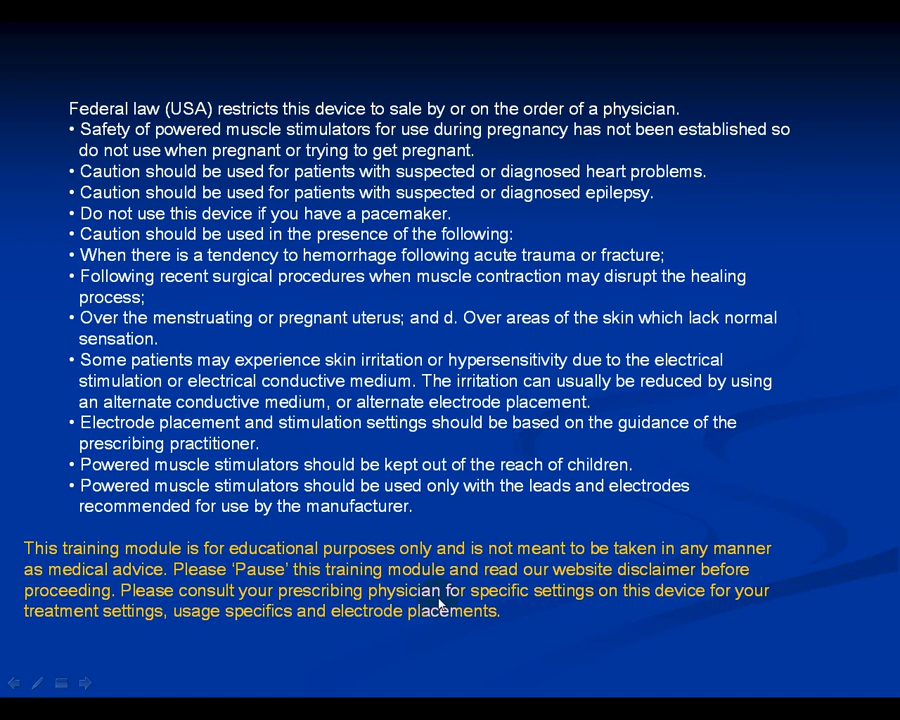 Federal law (USA) restricts this device to sale by or on the order of a physician.
• Safety of powered muscle stimulators for use during pregnancy has not been established so
do not use when pregnant or trying to get pregnant.
• Caution should be used for patients with suspected or diagnosed heart problems.
• Caution should be used for patients with suspected or diagnosed epilepsy.
• Do not use this device if you have a pacemaker.
• Caution should be used in the presence of the following:
• When there is a tendency to hemorrhage following acute trauma or fracture;
• Following recent surgical procedures when muscle contraction may disrupt the healing
process;
• Over the menstruating or pregnant uterus; and d. Over areas of the skin which lack normal
sensation.
• Some patients may experience skin irritation or hypersensitivity due to the electrical
stimulation or electrical conductive medium. The irritation can usually be reduced by using
an alternate conductive medium, or alternate electrode placement.
• Electrode placement and stimulation settings should be based on the guidance of the
prescribing practitioner.
• Powered muscle stimulators should be kept out of the reach of children.
• Powered muscle stimulators should be used only with the leads and electrodes
recommended for use by the manufacturer.
This training module is for educational purposes only and is not meant to be taken in any manner
as medical advice. Please ‘Pause’ this training module and read our website disclaimer before
proceeding. Please consult your prescribing physician for specific settings on this device for your
treatment settings, usage specifics and electrode placements.